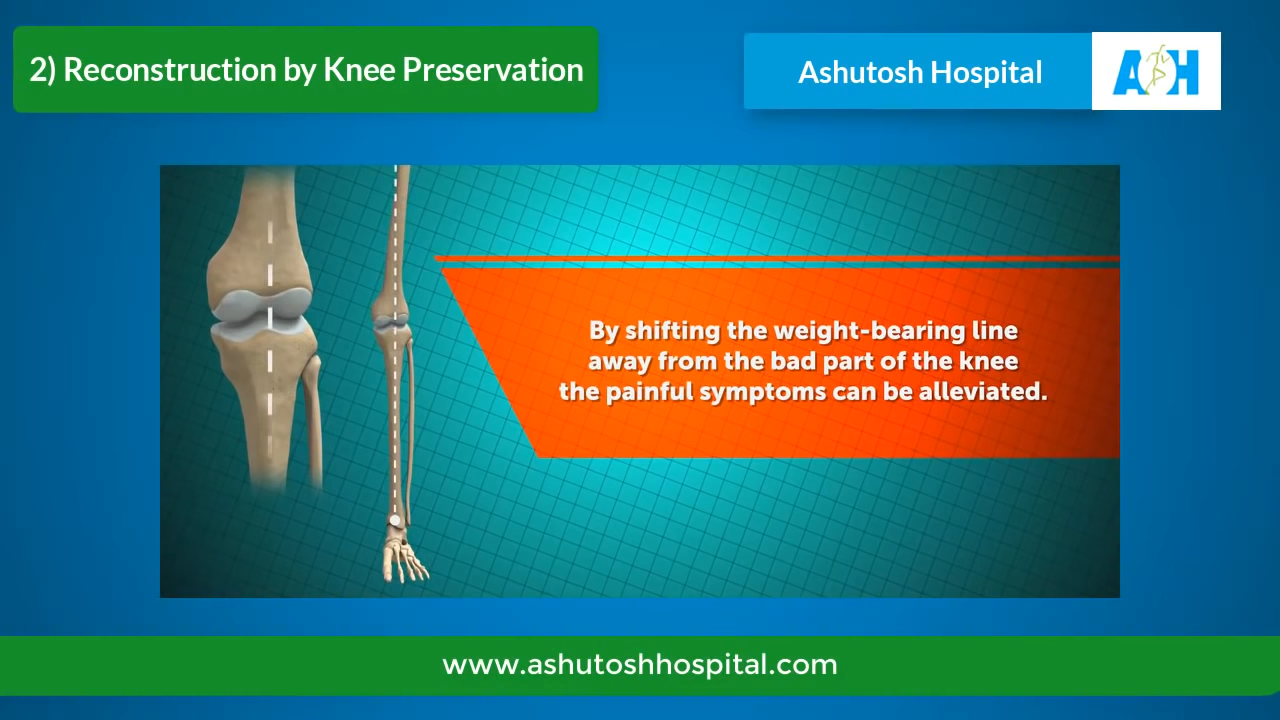 2) Reconstruction by Knee Preservation
Ashutosh Hospital
ASH
By shifting the weight-bearing line
away from the bad part of the knee
the painful symptoms can be alleviated.
www.ashutoshhospital.com